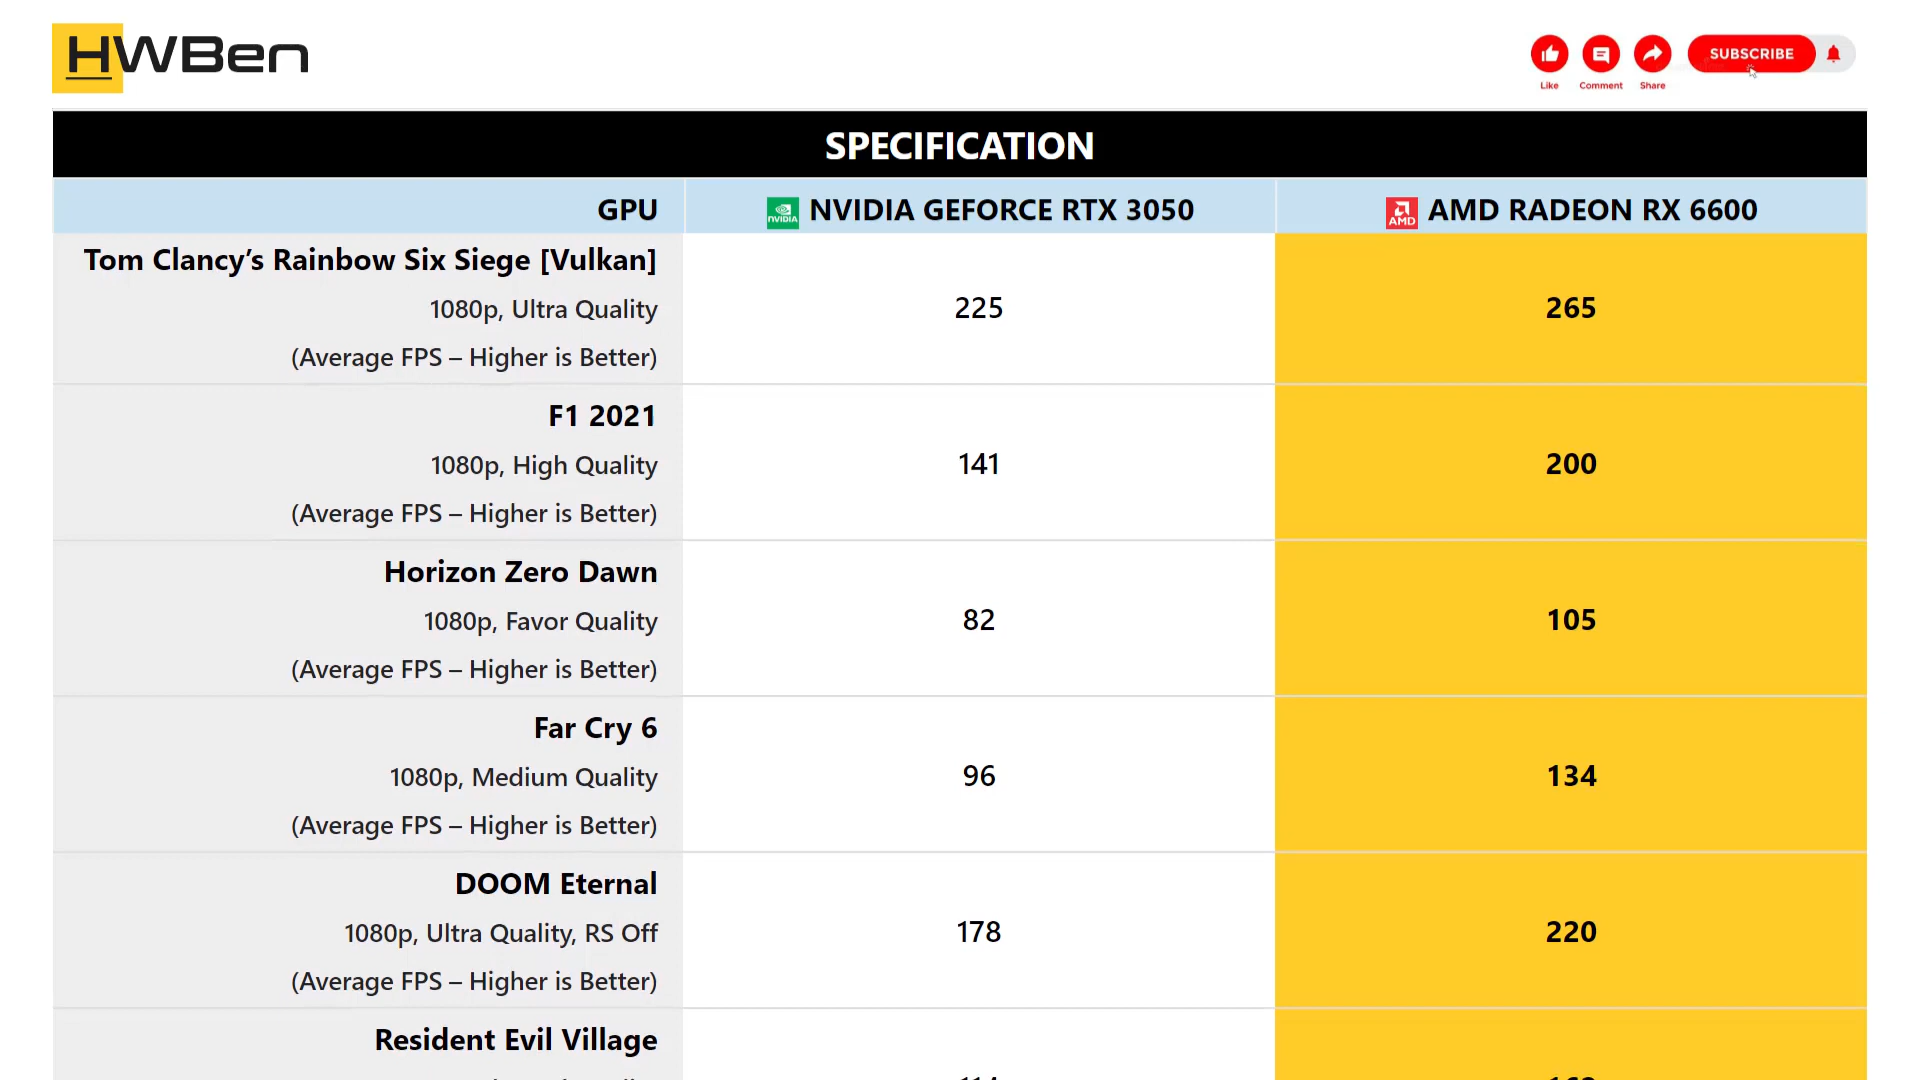 HWBen
Like Comment Share SUBSCRIBE
SPECIFICATION
GPU NVIDIA NVIDIA GEFORCE RTX 3050 AMD AMD RADEON RX 6600
Tom Clancy’s Rainbow Six Siege [Vulkan]
1080p, Ultra Quality 225 265
(Average FPS – Higher is Better)
F1 2021
1080p, High Quality 141 200
(Average FPS – Higher is Better)
Horizon Zero Dawn
1080p, Favor Quality 82 105
(Average FPS – Higher is Better)
Far Cry 6
1080p, Medium Quality 96 134
(Average FPS – Higher is Better)
DOOM Eternal
1080p, Ultra Quality, RS Off 178 220
(Average FPS – Higher is Better)
Resident Evil Village